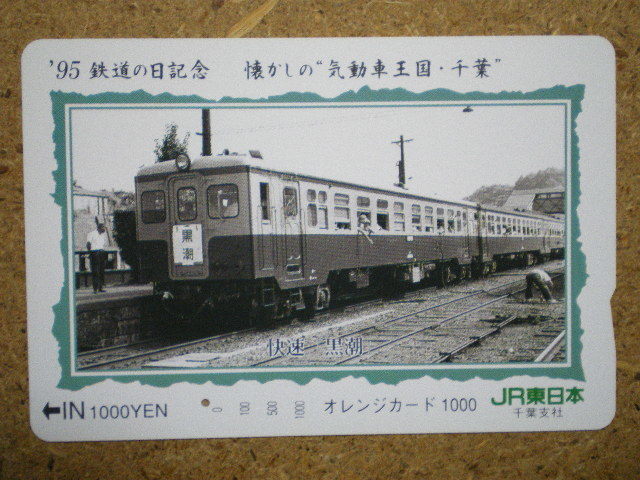 '95 鉄道の日記念 懐かしの“気動車王国・千葉”
黒潮
快速 黒潮
←IN 1000YEN
0 100 500 1000
オレンジカード 1000
JR東日本
千葉支社